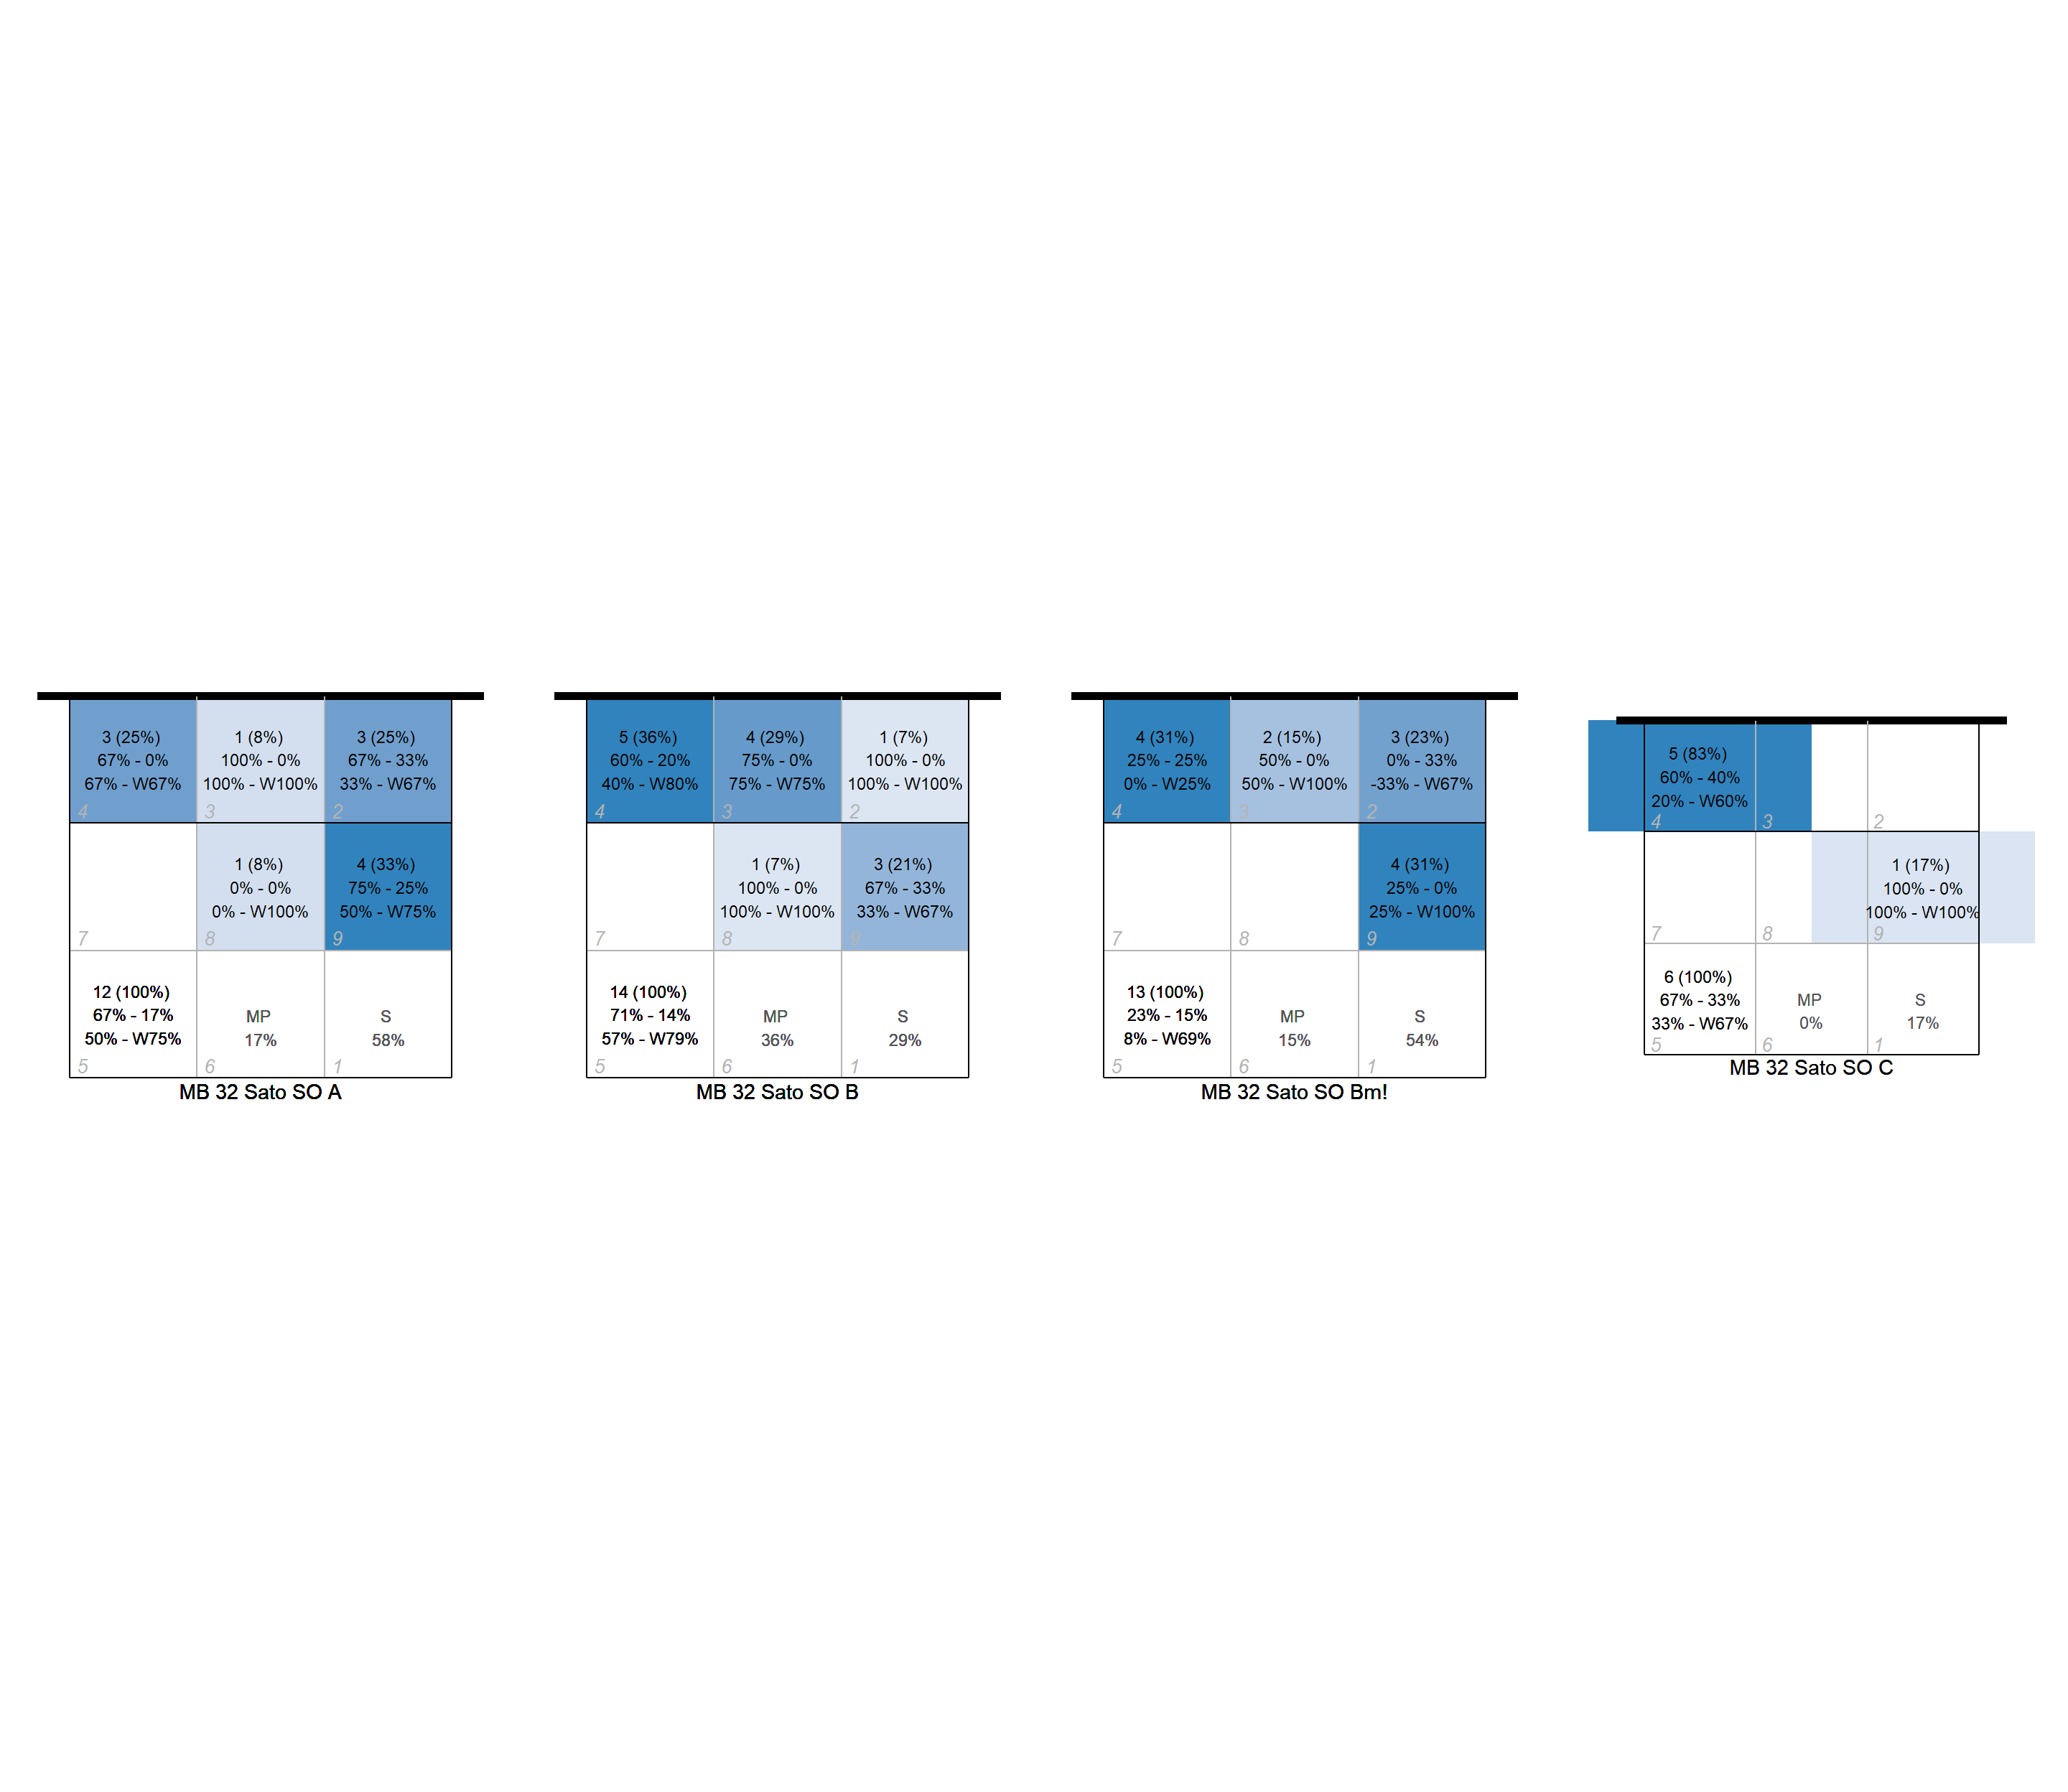 3 (25%)
67% - 0%
67% - W67%
4
1 (8%)
100% - 0%
100% - W100%
3
3 (25%)
67% - 33%
33% - W67%
2
7
1 (8%)
0% - 0%
0% - W100%
8
4 (33%)
75% - 25%
50% - W75%
9
12 (100%)
67% - 17%
50% - W75%
5
MP
17%
6
S
58%
1
MB 32 Sato SO A
5 (36%)
60% - 20%
40% - W80%
4
4 (29%)
75% - 0%
75% - W75%
3
1 (7%)
100% - 0%
100% - W100%
2
7
1 (7%)
100% - 0%
100% - W100%
8
3 (21%)
67% - 33%
33% - W67%
9
14 (100%)
71% - 14%
57% - W79%
5
MP
36%
6
S
29%
1
MB 32 Sato SO B
4 (31%)
25% - 25%
0% - W25%
4
2 (15%)
50% - 0%
50% - W100%
3
3 (23%)
0% - 33%
-33% - W67%
2
7
8
4 (31%)
25% - 0%
25% - W100%
9
13 (100%)
23% - 15%
8% - W69%
5
MP
15%
6
S
54%
1
MB 32 Sato SO Bm!
5 (83%)
60% - 40%
20% - W60%
4
3
2
7
8
1 (17%)
100% - 0%
100% - W100%
9
6 (100%)
67% - 33%
33% - W67%
5
MP
0%
6
S
17%
1
MB 32 Sato SO C